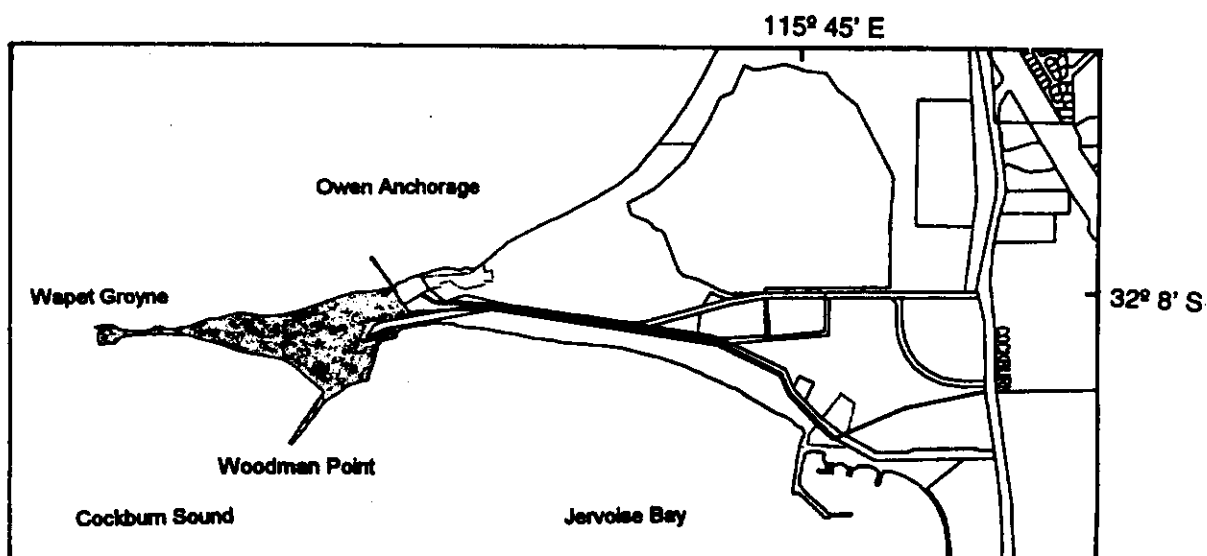 115º 45' E
Owen Anchorage
Wapet Groyne
32º 8' S
Woodman Point
Cockburn Sound
Jervoise Bay